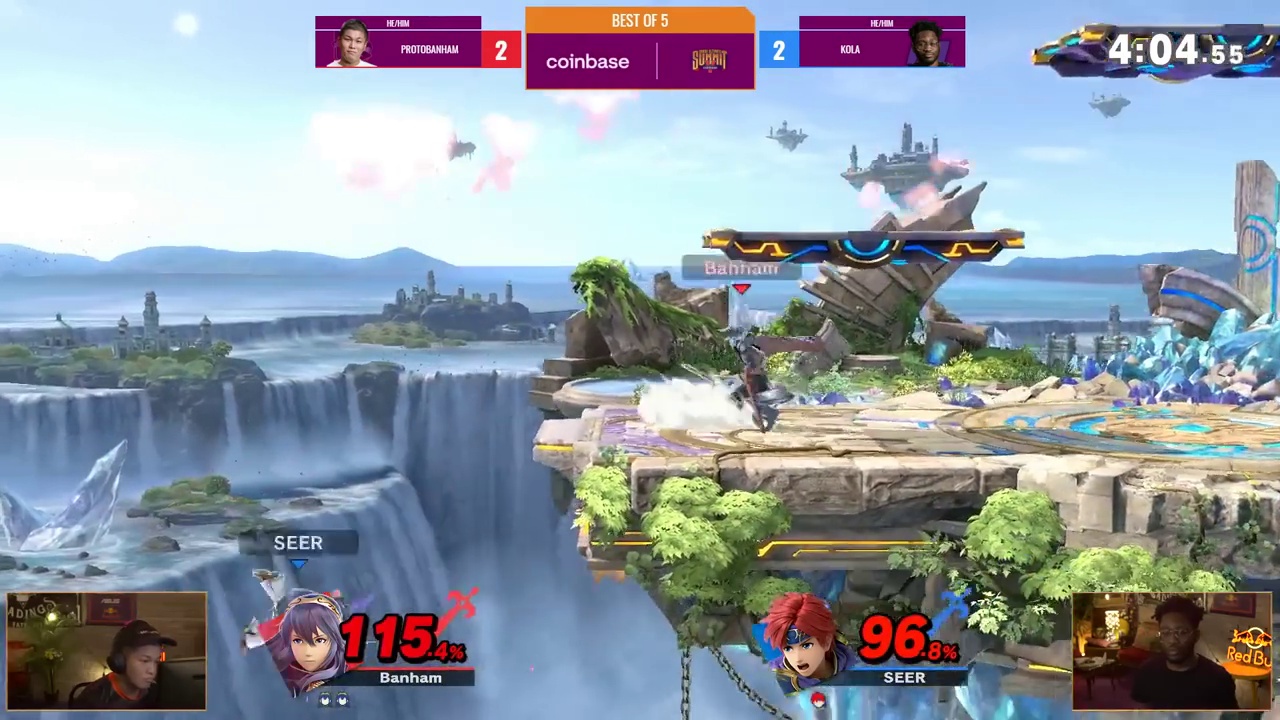 HE/HIM
PROTOBANHAM
2
BEST OF 5
coinbase
SUMMIT
2
HE/HIM
KOLA
4:04.55
Banham
SEER
115.4%
Banham
96.8%
SEER
Red Bu